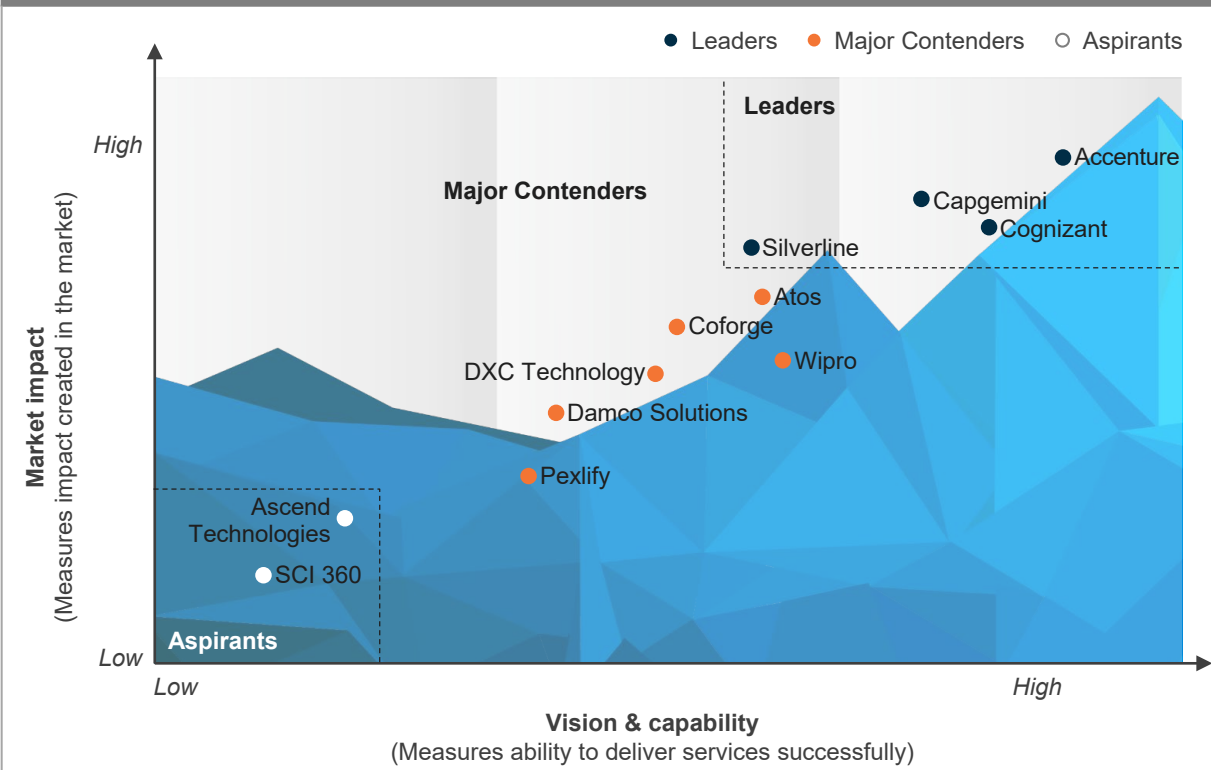 Leaders Major Contenders Aspirants
Leaders
High
Accenture
Major Contenders
Capgemini
Cognizant
Silverline
Atos
Coforge
Wipro
DXC Technology
Damco Solutions
Pexlify
Ascend
Technologies
SCI 360
Aspirants
Low
Market impact
(Measures impact created in the market)
Low
High
Vision & capability
(Measures ability to deliver services successfully)